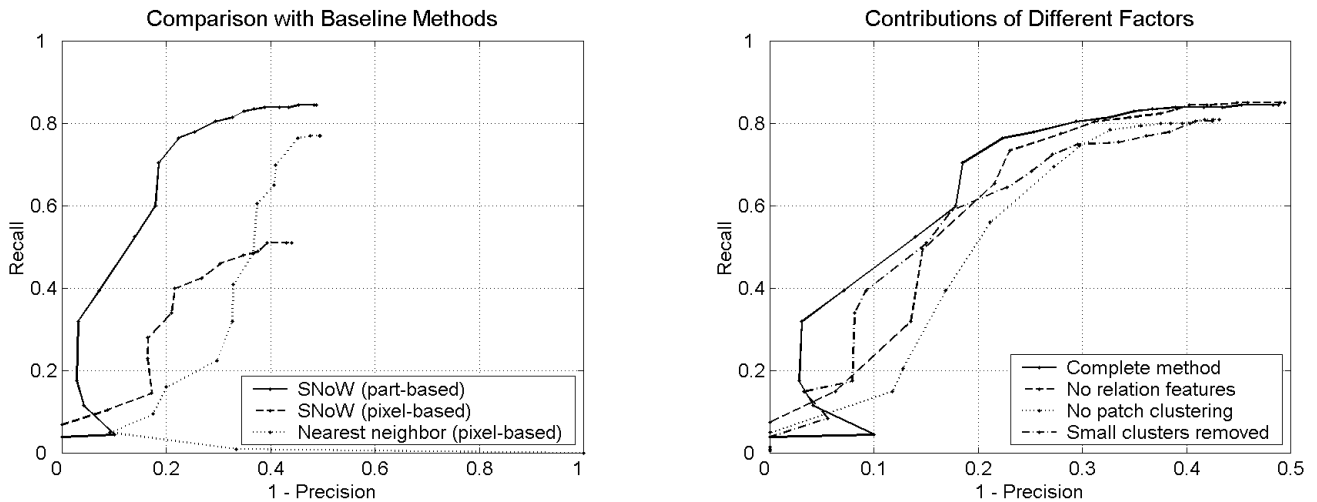 Comparison with Baseline Methods
1
0.8
0.6
0.4
0.2
0
Recall
0
0.2
0.4
0.6
0.8
1
1 - Precision
SNoW (part-based)
SNoW (pixel-based)
Nearest neighbor (pixel-based)
Contributions of Different Factors
1
0.8
0.6
0.4
0.2
0
Recall
0
0.1
0.2
0.3
0.4
0.5
1 - Precision
Complete method
No relation features
No patch clustering
Small clusters removed